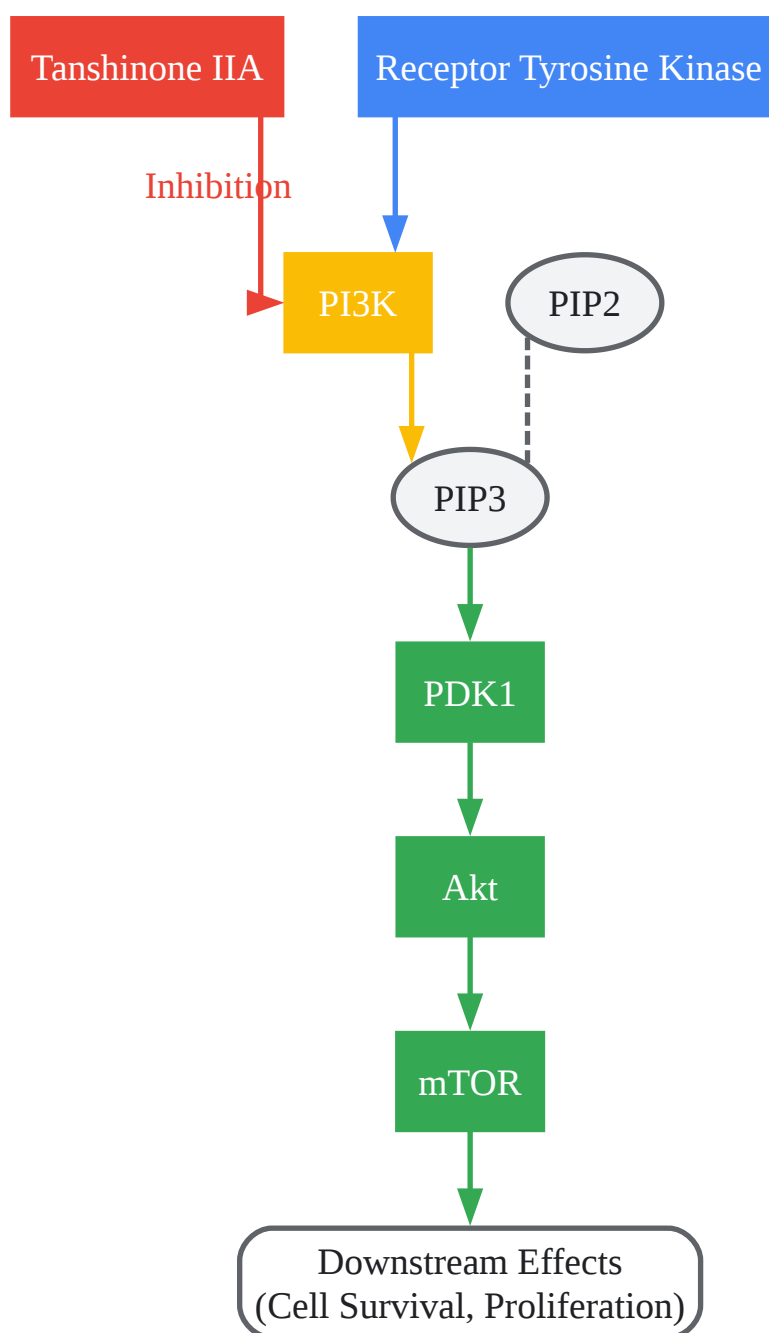 Tanshinone IIA
Receptor Tyrosine Kinase
Inhibition
PI3K
PIP2
PIP3
PDK1
Akt
mTOR
Downstream Effects
(Cell Survival, Proliferation)